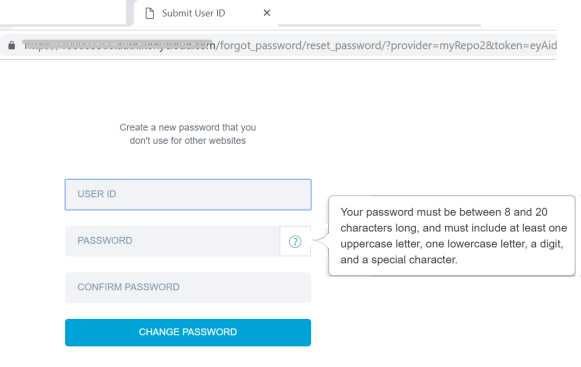 Submit User ID
/forgot_password/reset_password/?provider=myRepo2&token=eyAid
Create a new password that you
don't use for other websites
USER ID
PASSWORD
?
Your password must be between 8 and 20
characters long, and must include at least one
uppercase letter, one lowercase letter, a digit,
and a special character.
CONFIRM PASSWORD
CHANGE PASSWORD